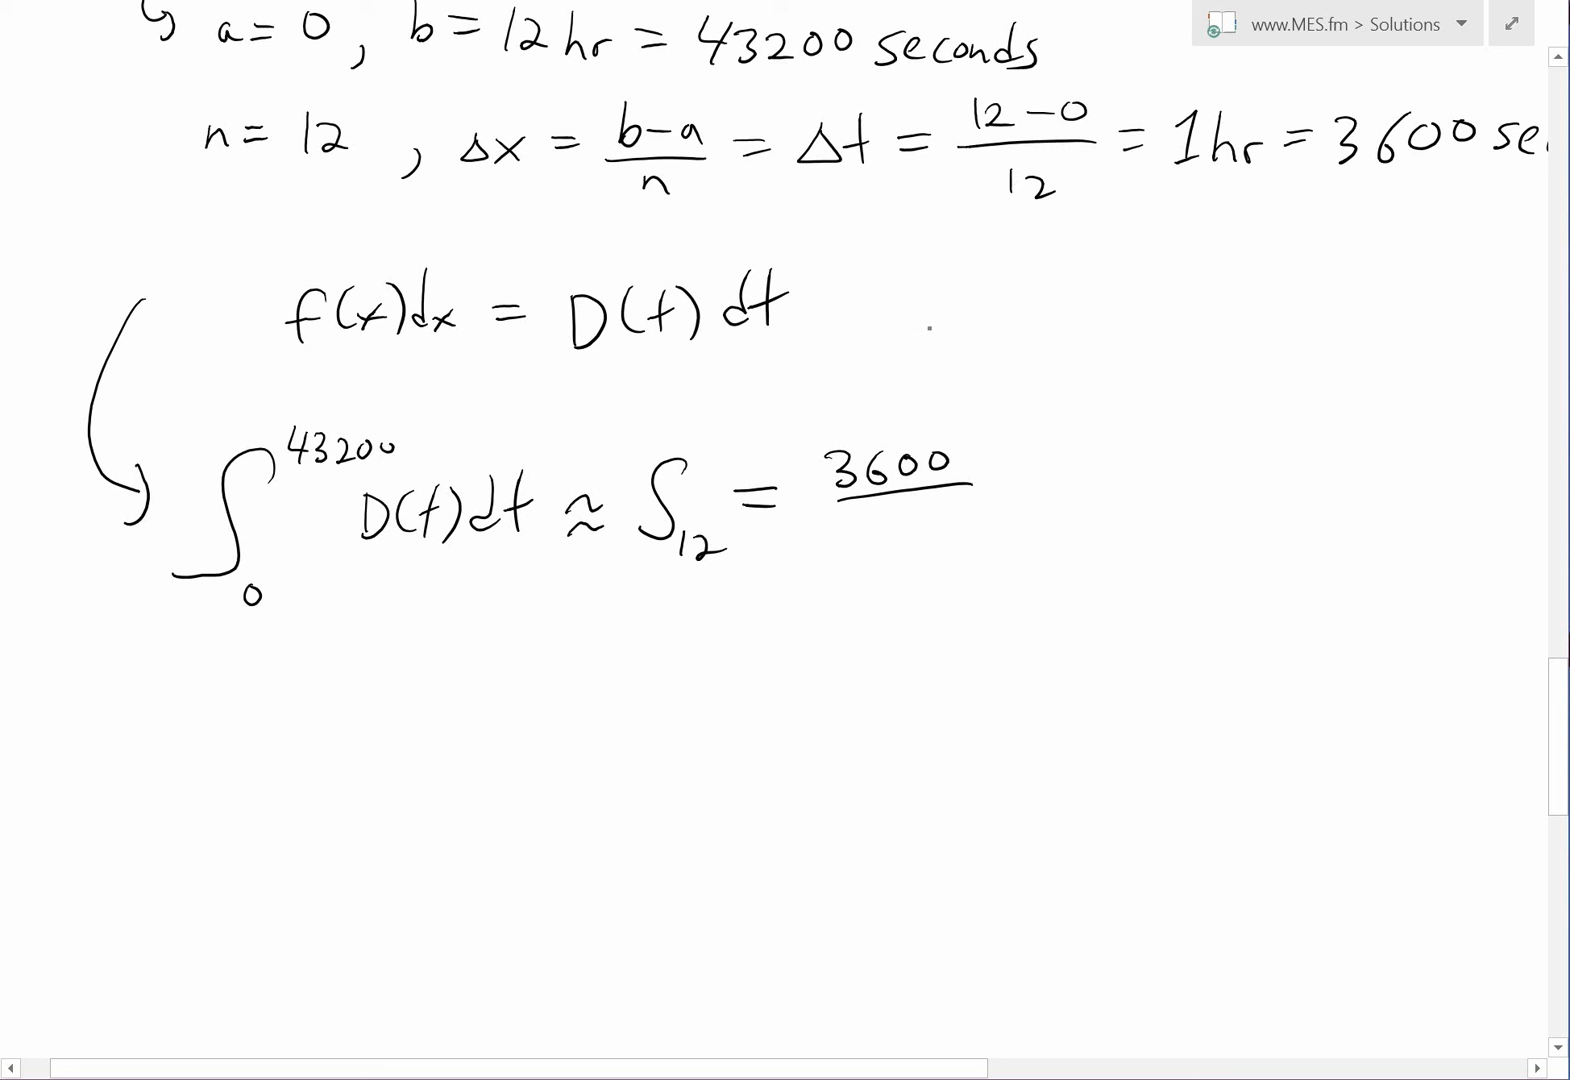 www.MES.fm > Solutions
a = 0 , b = 12 hr = 43200 seconds
n = 12 , Δx = (b-a)/n = Δt = (12-0)/12 = 1hr = 3600 se
f(x)dx = D(t) dt
∫_0^43200 D(t)dt ≈ S_12 = 3600/